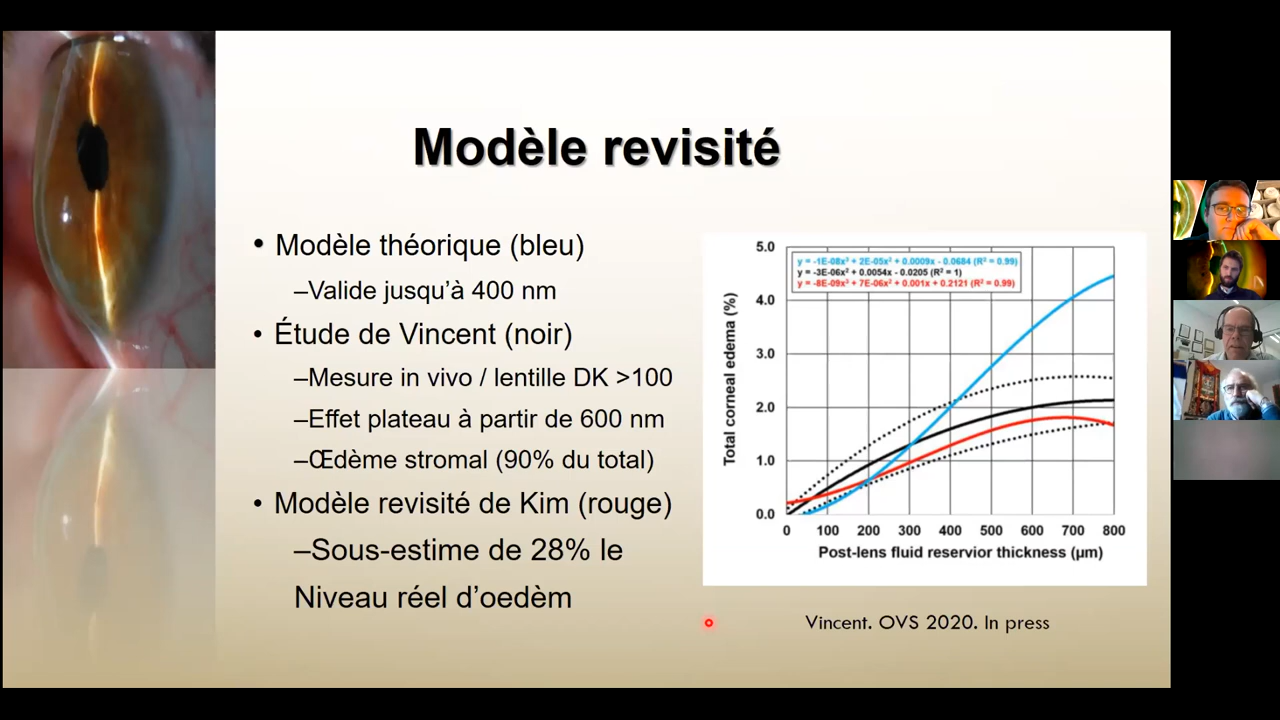 Modèle revisité
• Modèle théorique (bleu)
–Valide jusqu’à 400 nm
• Étude de Vincent (noir)
–Mesure in vivo / lentille DK >100
–Effet plateau à partir de 600 nm
–Œdème stromal (90% du total)
• Modèle revisité de Kim (rouge)
–Sous-estime de 28% le
Niveau réel d’oedèm
y = -1E-08x³ + 2E-05x² + 0.0009x - 0.0684 (R² = 0.99)
y = -3E-06x² + 0.0054x - 0.0205 (R² = 1)
y = -8E-09x³ + 7E-06x² + 0.001x + 0.2121 (R² = 0.99)
Total corneal edema (%)
5.0
4.0
3.0
2.0
1.0
0.0
0 100 200 300 400 500 600 700 800
Post-lens fluid reservior thickness (µm)
Vincent. OVS 2020. In press